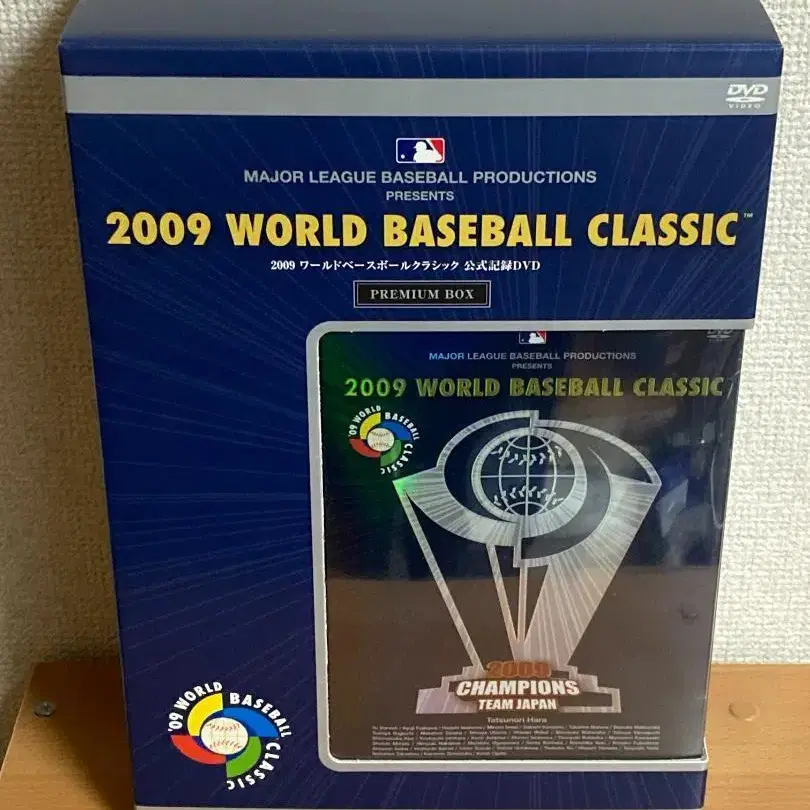 DVD
VIDEO
MAJOR LEAGUE BASEBALL PRODUCTIONS
PRESENTS
2009 WORLD BASEBALL CLASSIC™
2009 ワールドベースボールクラシック 公式記録DVD
PREMIUM BOX
DVD
MAJOR LEAGUE BASEBALL PRODUCTIONS
PRESENTS
2009 WORLD BASEBALL CLASSIC
'09 WORLD BASEBALL CLASSIC
2009
CHAMPIONS
TEAM JAPAN
Tatsunori Hara
'09 WORLD BASEBALL CLASSIC